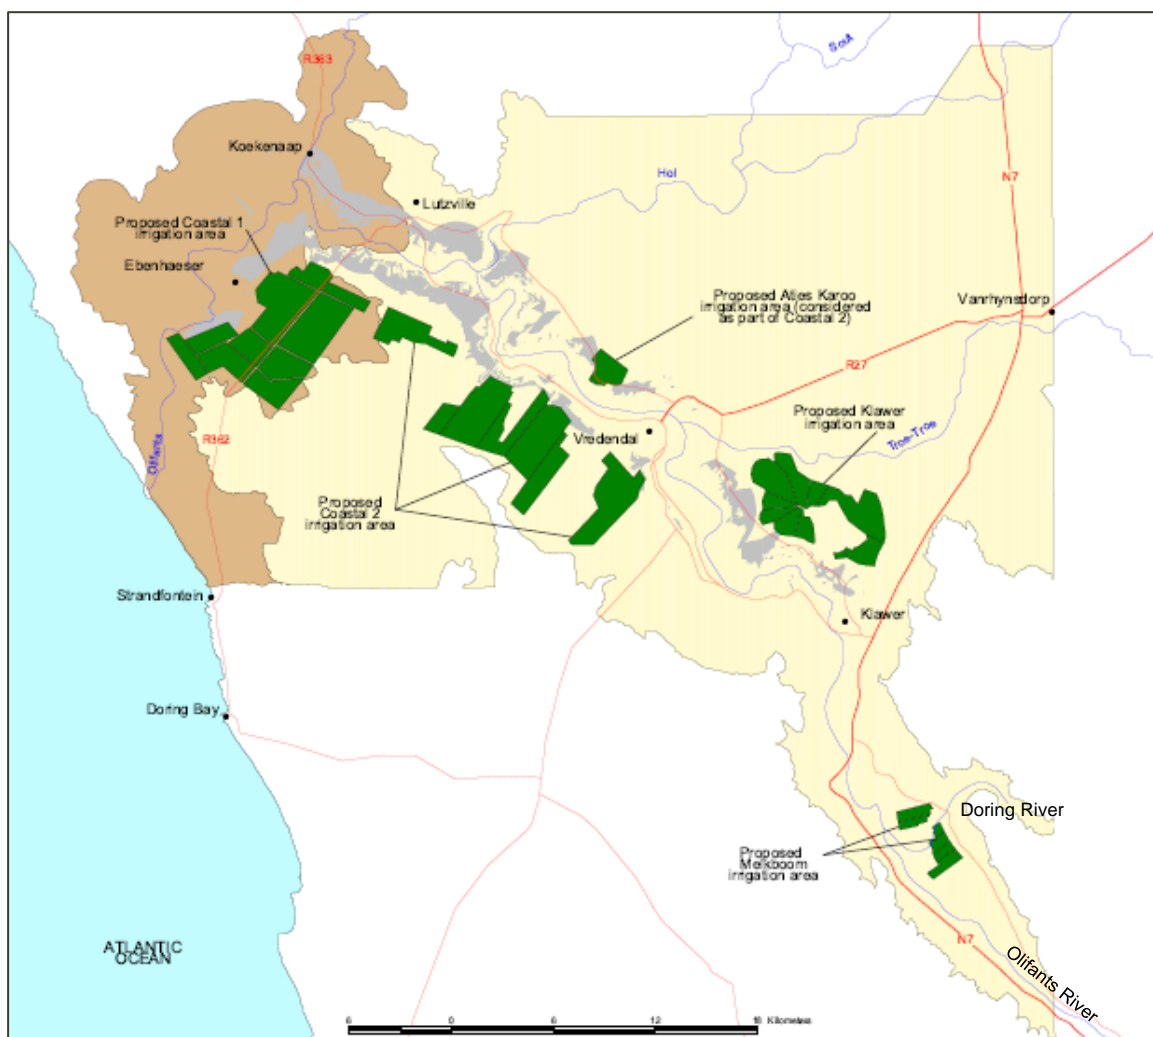 R363
Sout
Koekenaap
Hol
N7
Lutzville
Proposed Coastal 1
irrigation area
Ebenhaeser
Proposed Aties Karoo
irrigation area (considered
as part of Coastal 2)
Vanrhynsdorp
R27
Proposed Klawer
irrigation area
Troe-Troe
Vredendal
R362
Olifants
Proposed
Coastal 2
irrigation area
Strandfontein
Klawer
Doring Bay
Doring River
Proposed
Melkboom
irrigation area
N7
ATLANTIC
OCEAN
Olifants River
6 0 6 12 18 Kilometers